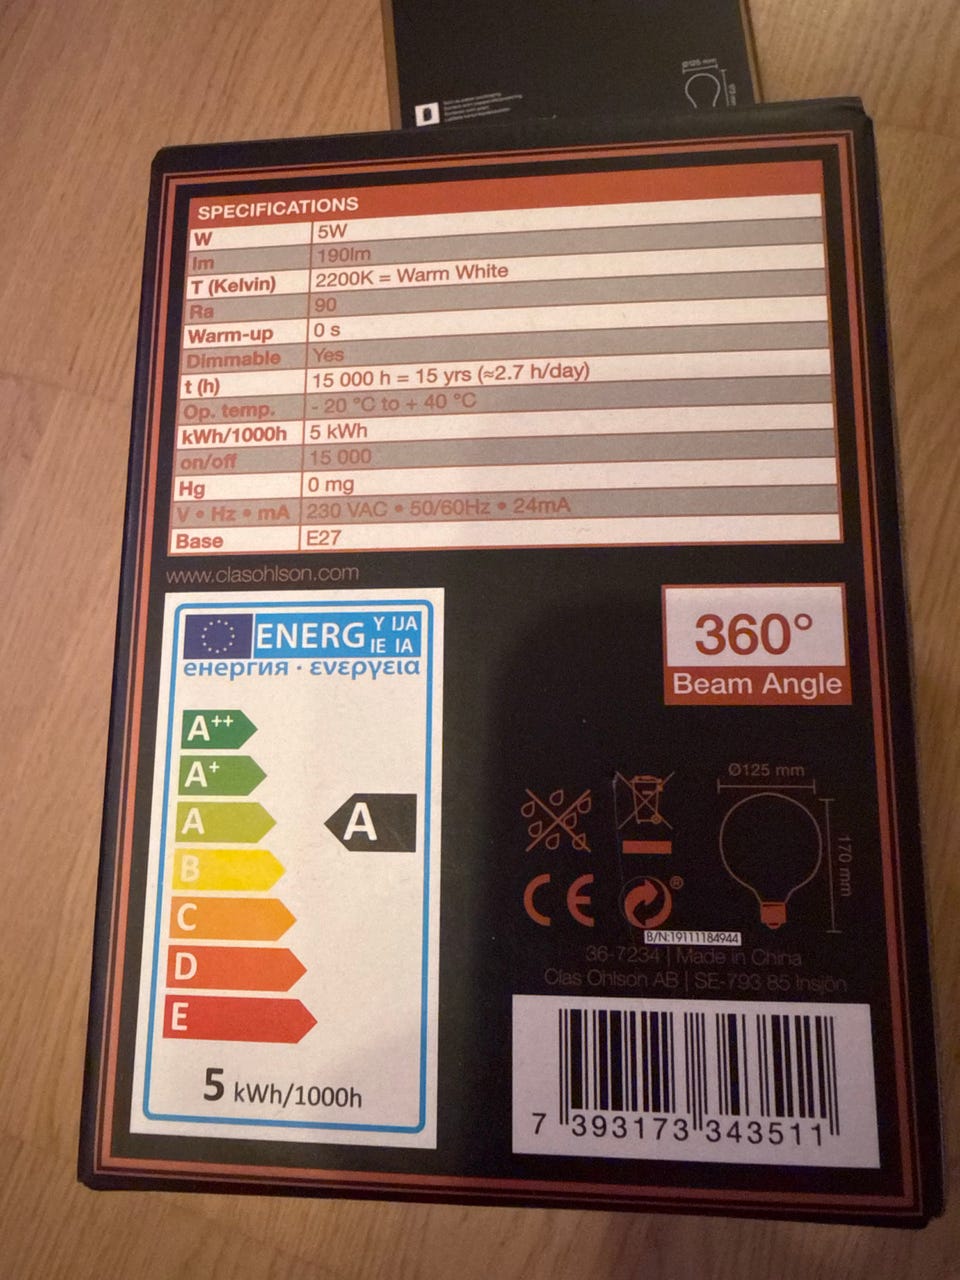 Ø125 mm
SPECIFICATIONS
W 5W
lm 190lm
T (Kelvin) 2200K = Warm White
Ra 90
Warm-up 0 s
Dimmable Yes
t (h) 15 000 h = 15 yrs (≈2.7 h/day)
Op. temp. - 20 °C to + 40 °C
kWh/1000h 5 kWh
on/off 15 000
Hg 0 mg
V • Hz • mA 230 VAC • 50/60Hz • 24mA
Base E27
www.clasohlson.com
ENERG Y IJA
IE IA
енергия · ενεργεια
A++
A+
A
A
B
C
D
E
5 kWh/1000h
360°
Beam Angle
Ø125 mm
170 mm
CE
®
B/N:19111184944
36-7234 | Made in China
Clas Ohlson AB | SE-793 85 Insjön
7 393173 343511